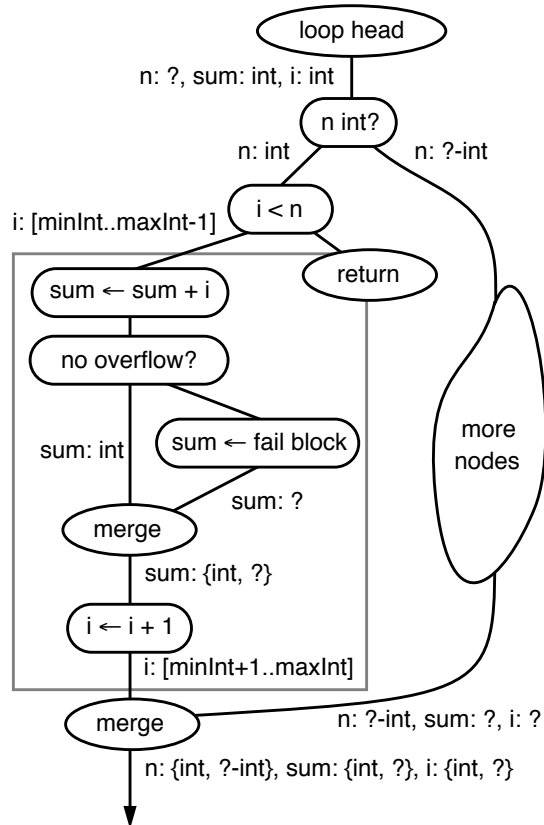 loop head
n: ?, sum: int, i: int
n int?
n: int
n: ?-int
i < n
i: [minInt..maxInt-1]
return
sum ← sum + i
no overflow?
sum: int
sum ← fail block
more
nodes
sum: ?
merge
sum: {int, ?}
i ← i + 1
i: [minInt+1..maxInt]
merge
n: ?-int, sum: ?, i: ?
n: {int, ?-int}, sum: {int, ?}, i: {int, ?}